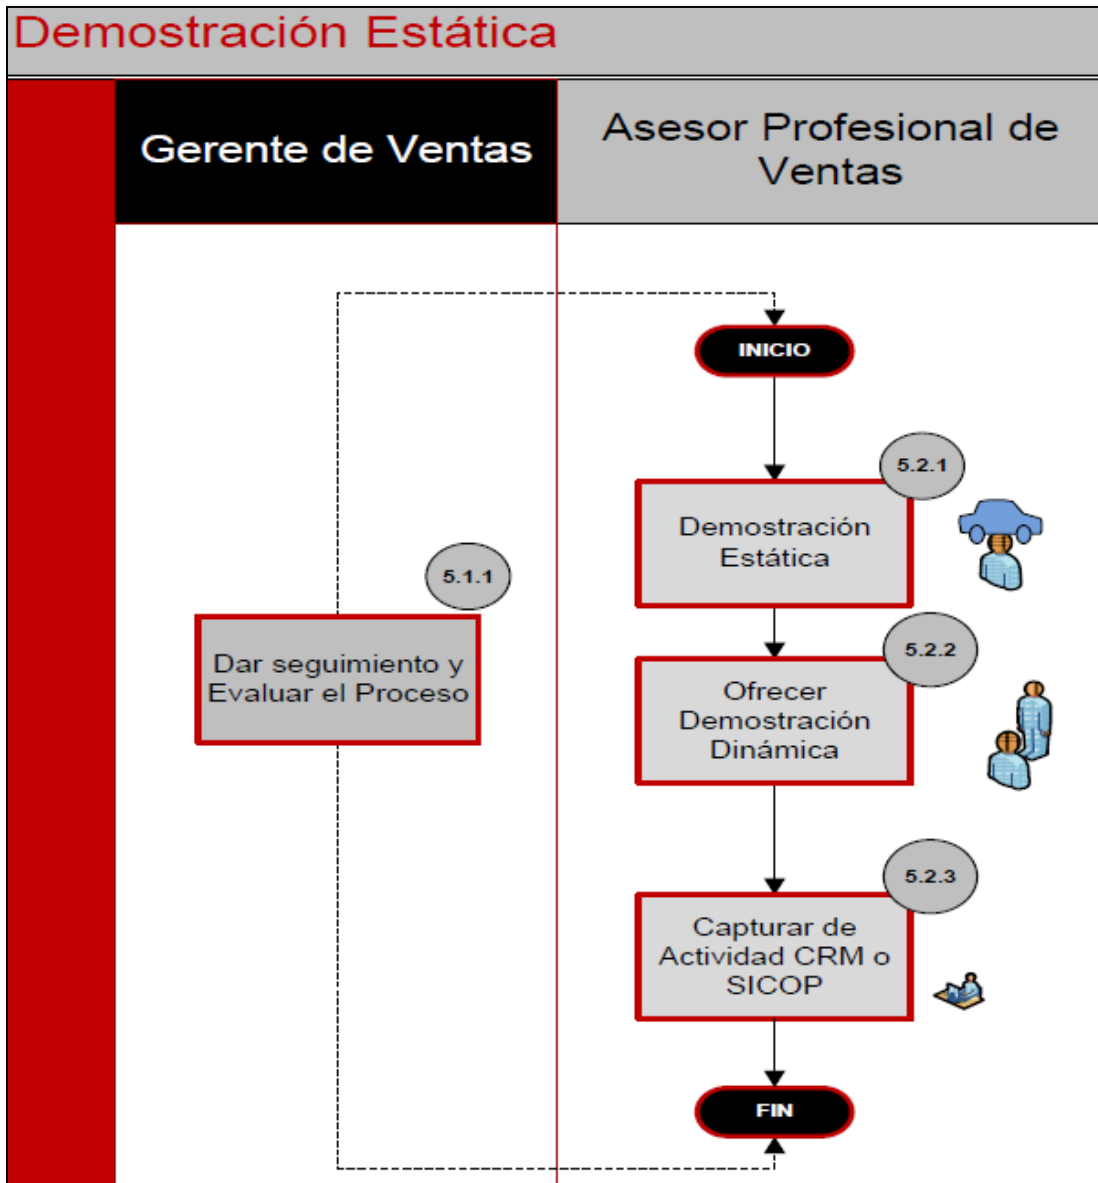 Demostración Estática
Gerente de Ventas
Asesor Profesional de
Ventas
INICIO
5.2.1
Demostración
Estática
5.1.1
Dar seguimiento y
Evaluar el Proceso
5.2.2
Ofrecer
Demostración
Dinámica
5.2.3
Capturar de
Actividad CRM o
SICOP
FIN